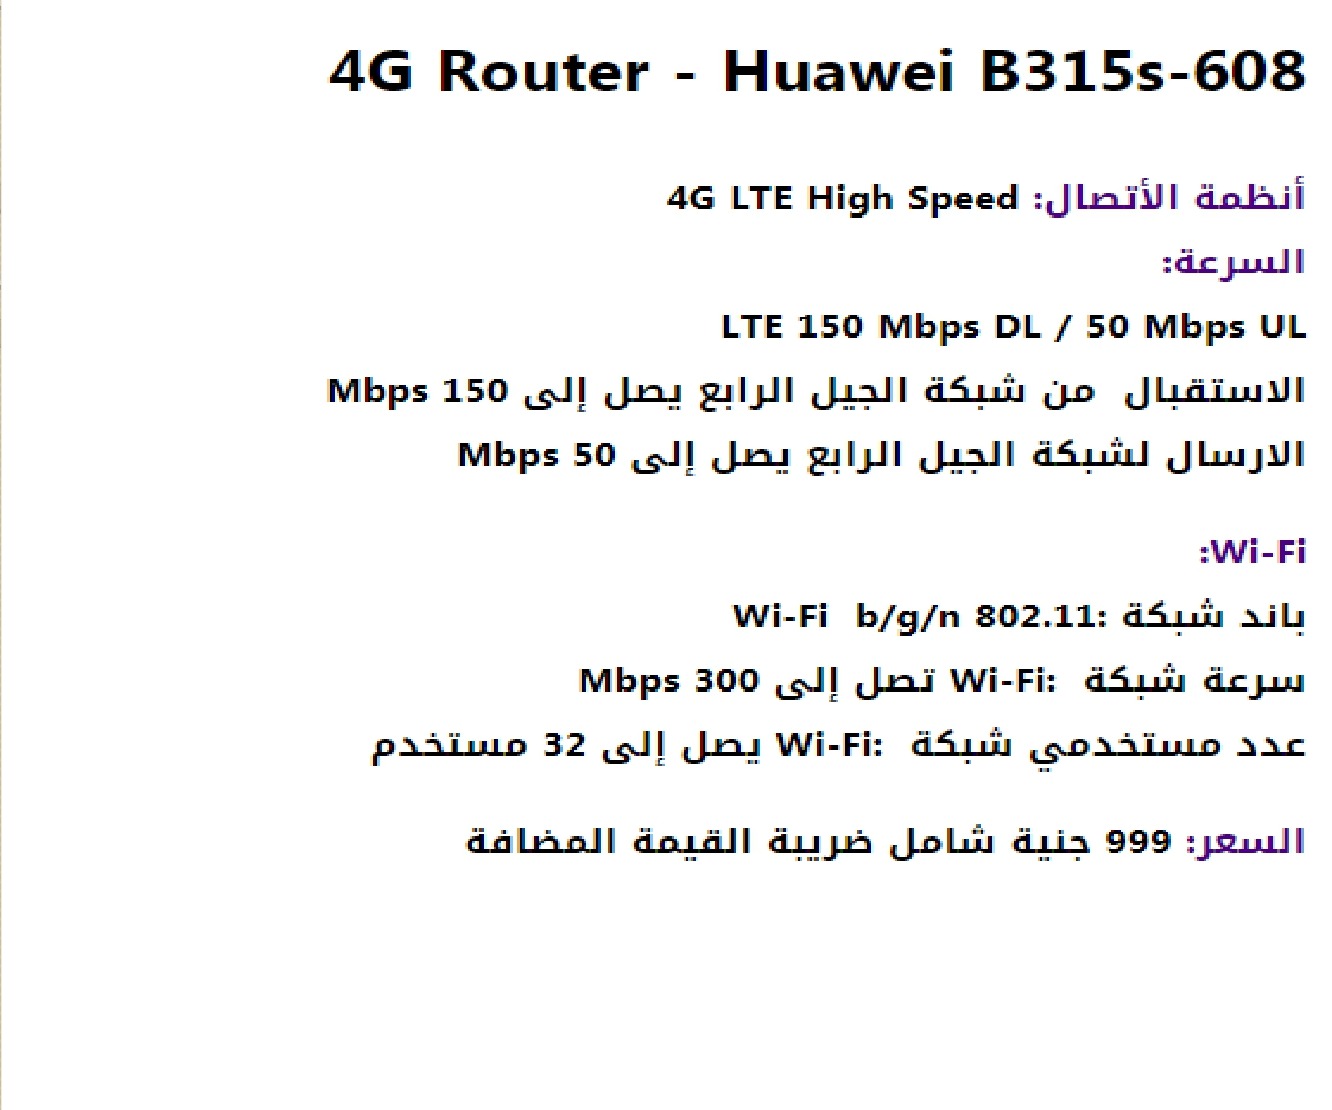 4G Router - Huawei B315s-608
أنظمة الأتصال: 4G LTE High Speed
السرعة:
LTE 150 Mbps DL / 50 Mbps UL
الاستقبال من شبكة الجيل الرابع يصل إلى 150 Mbps
الارسال لشبكة الجيل الرابع يصل إلى 50 Mbps
Wi-Fi:
باند شبكة Wi-Fi b/g/n 802.11:
سرعة شبكة Wi-Fi: تصل إلى 300 Mbps
عدد مستخدمي شبكة Wi-Fi: يصل إلى 32 مستخدم
السعر: 999 جنية شامل ضريبة القيمة المضافة